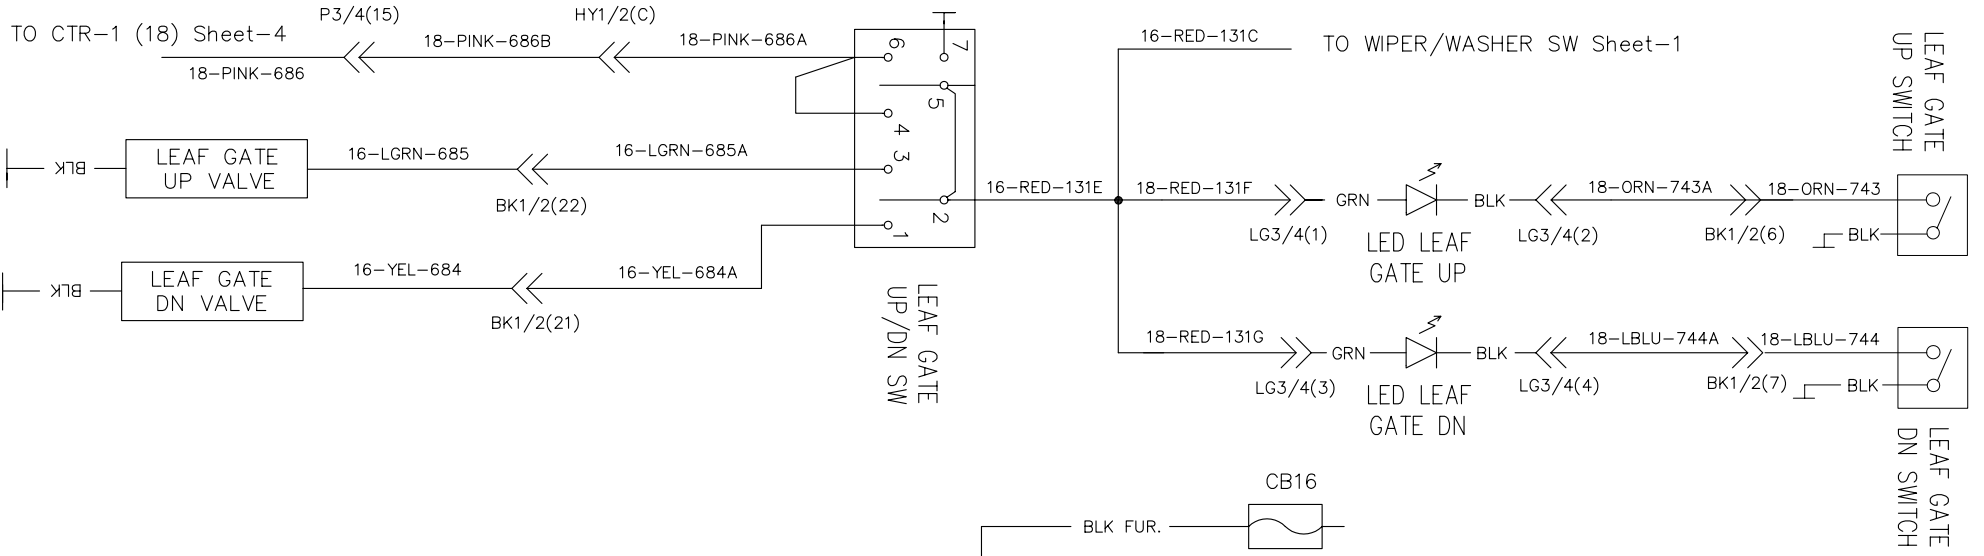 TO CTR-1 (18) Sheet-4
P3/4(15)
HY1/2(C)
18-PINK-686
18-PINK-686B
18-PINK-686A
BLK
LEAF GATE
UP VALVE
16-LGRN-685
BK1/2(22)
16-LGRN-685A
BLK
LEAF GATE
DN VALVE
16-YEL-684
BK1/2(21)
16-YEL-684A
6
7
5
4
3
2
1
LEAF GATE
UP/DN SW
16-RED-131C
TO WIPER/WASHER SW Sheet-1
16-RED-131E
18-RED-131F
LG3/4(1)
GRN
LED LEAF
GATE UP
BLK
LG3/4(2)
18-ORN-743A
BK1/2(6)
18-ORN-743
BLK
LEAF GATE
UP SWITCH
18-RED-131G
LG3/4(3)
GRN
LED LEAF
GATE DN
BLK
LG3/4(4)
18-LBLU-744A
BK1/2(7)
18-LBLU-744
BLK
LEAF GATE
DN SWITCH
CB16
BLK FUR.